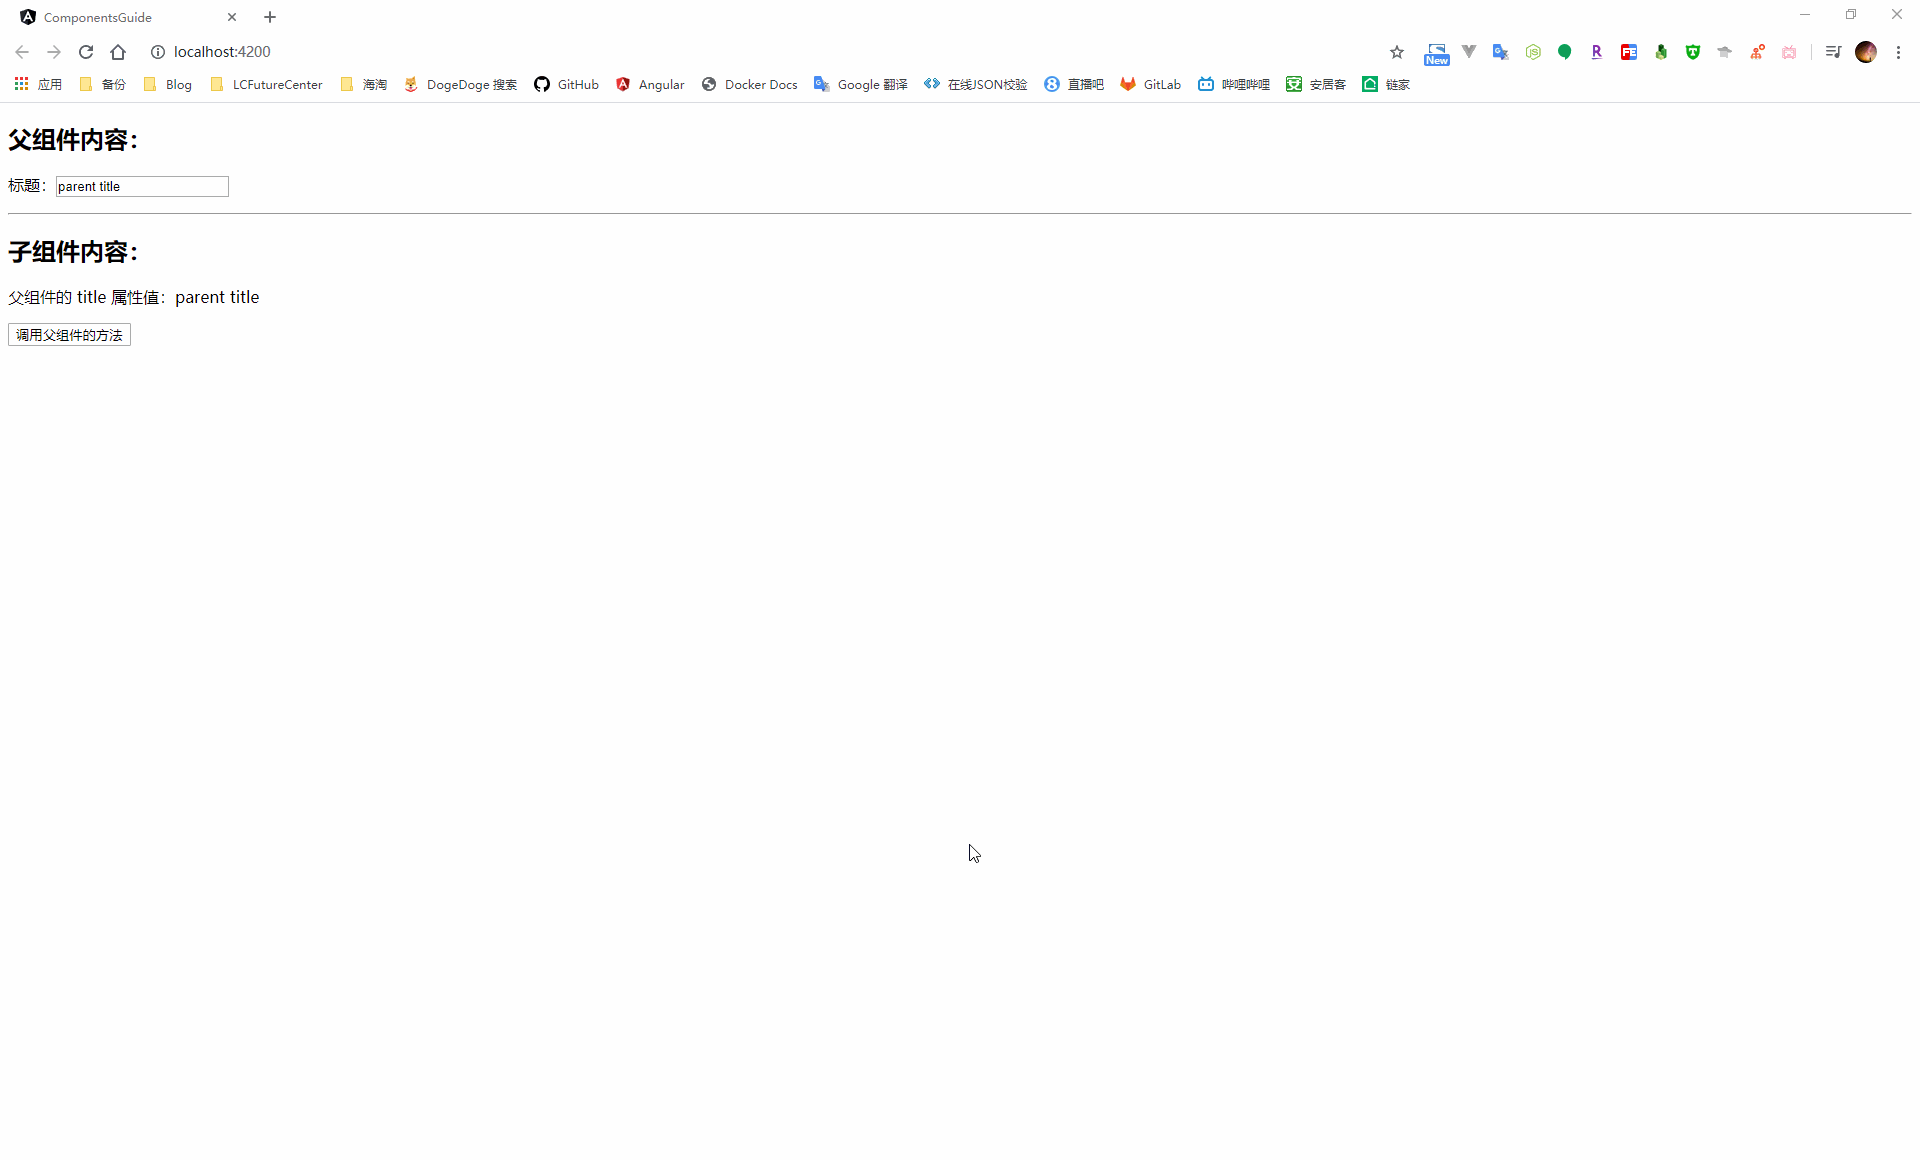 ComponentsGuide
localhost:4200
New
应用 备份 Blog LCFutureCenter 海淘 DogeDoge 搜索 GitHub Angular Docker Docs Google 翻译 在线JSON校验 直播吧 GitLab 哔哩哔哩 安居客 链家
父组件内容：
标题： parent title
子组件内容：
父组件的 title 属性值：parent title
调用父组件的方法